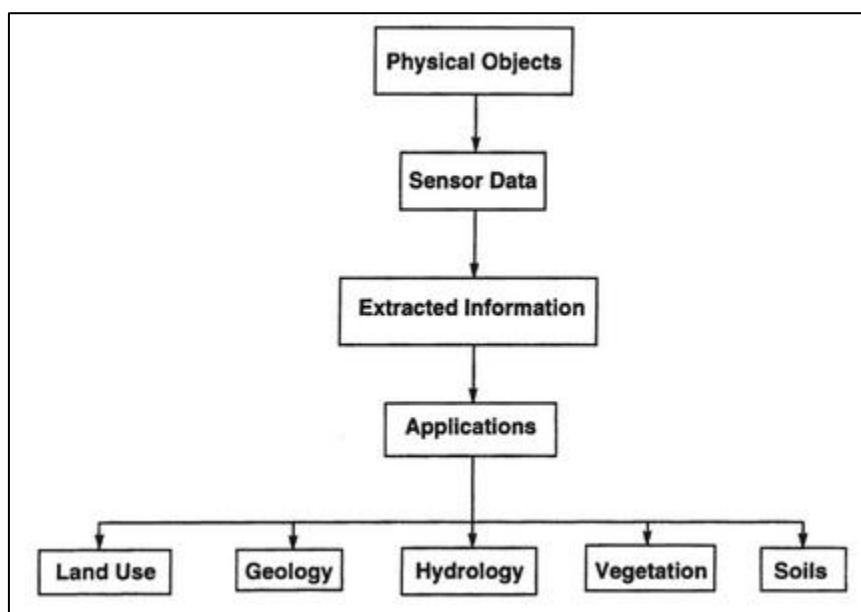 Physical Objects
Sensor Data
Extracted Information
Applications
Land Use
Geology
Hydrology
Vegetation
Soils